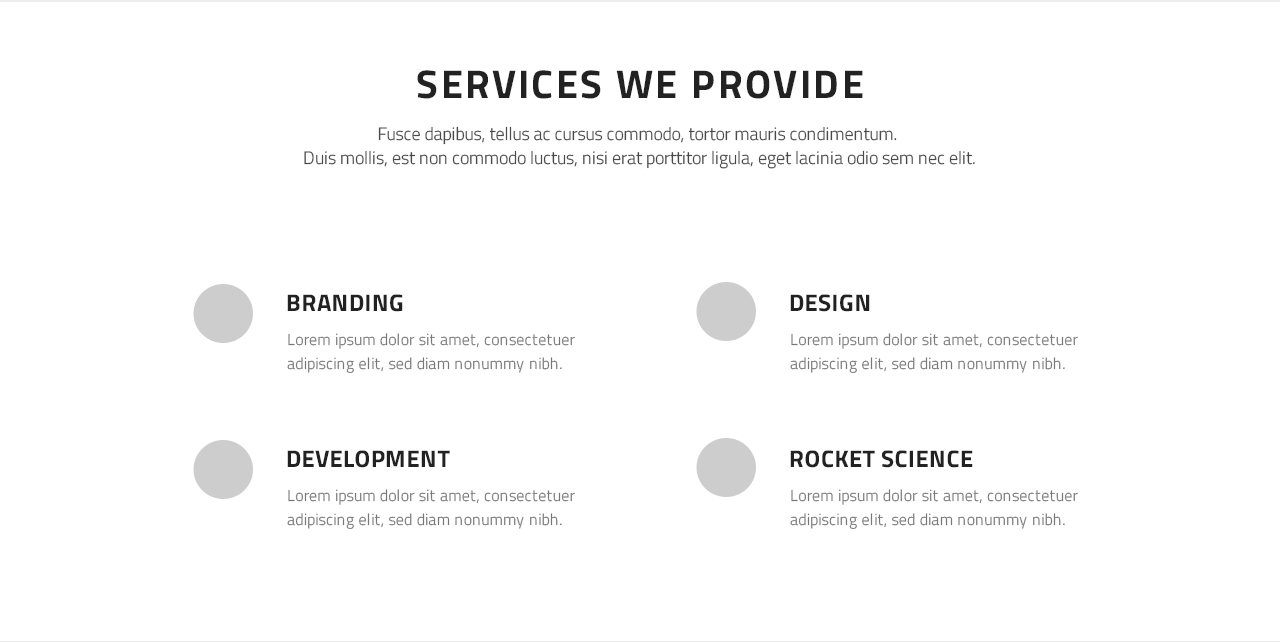 SERVICES WE PROVIDE
Fusce dapibus, tellus ac cursus commodo, tortor mauris condimentum.
Duis mollis, est non commodo luctus, nisi erat porttitor ligula, eget lacinia odio sem nec elit.
BRANDING
Lorem ipsum dolor sit amet, consectetuer
adipiscing elit, sed diam nonummy nibh.
DESIGN
Lorem ipsum dolor sit amet, consectetuer
adipiscing elit, sed diam nonummy nibh.
DEVELOPMENT
Lorem ipsum dolor sit amet, consectetuer
adipiscing elit, sed diam nonummy nibh.
ROCKET SCIENCE
Lorem ipsum dolor sit amet, consectetuer
adipiscing elit, sed diam nonummy nibh.